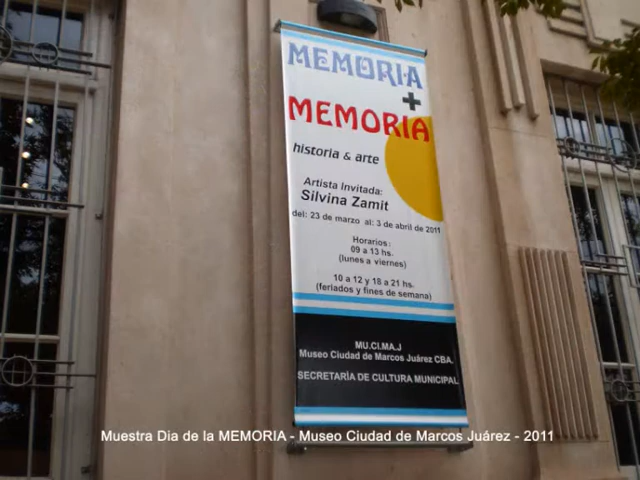 MEMORIA
+
MEMORIA
historia & arte
Artista Invitada:
Silvina Zamit
del: 23 de marzo al: 3 de abril de 2011
Horarios:
09 a 13 hs.
(lunes a viernes)
10 a 12 y 18 a 21 hs.
(feriados y fines de semana)
MU.CI.MA.J
Museo Ciudad de Marcos Juárez CBA.
SECRETARÍA DE CULTURA MUNICIPAL
Muestra Dia de la MEMORIA - Museo Ciudad de Marcos Juárez - 2011